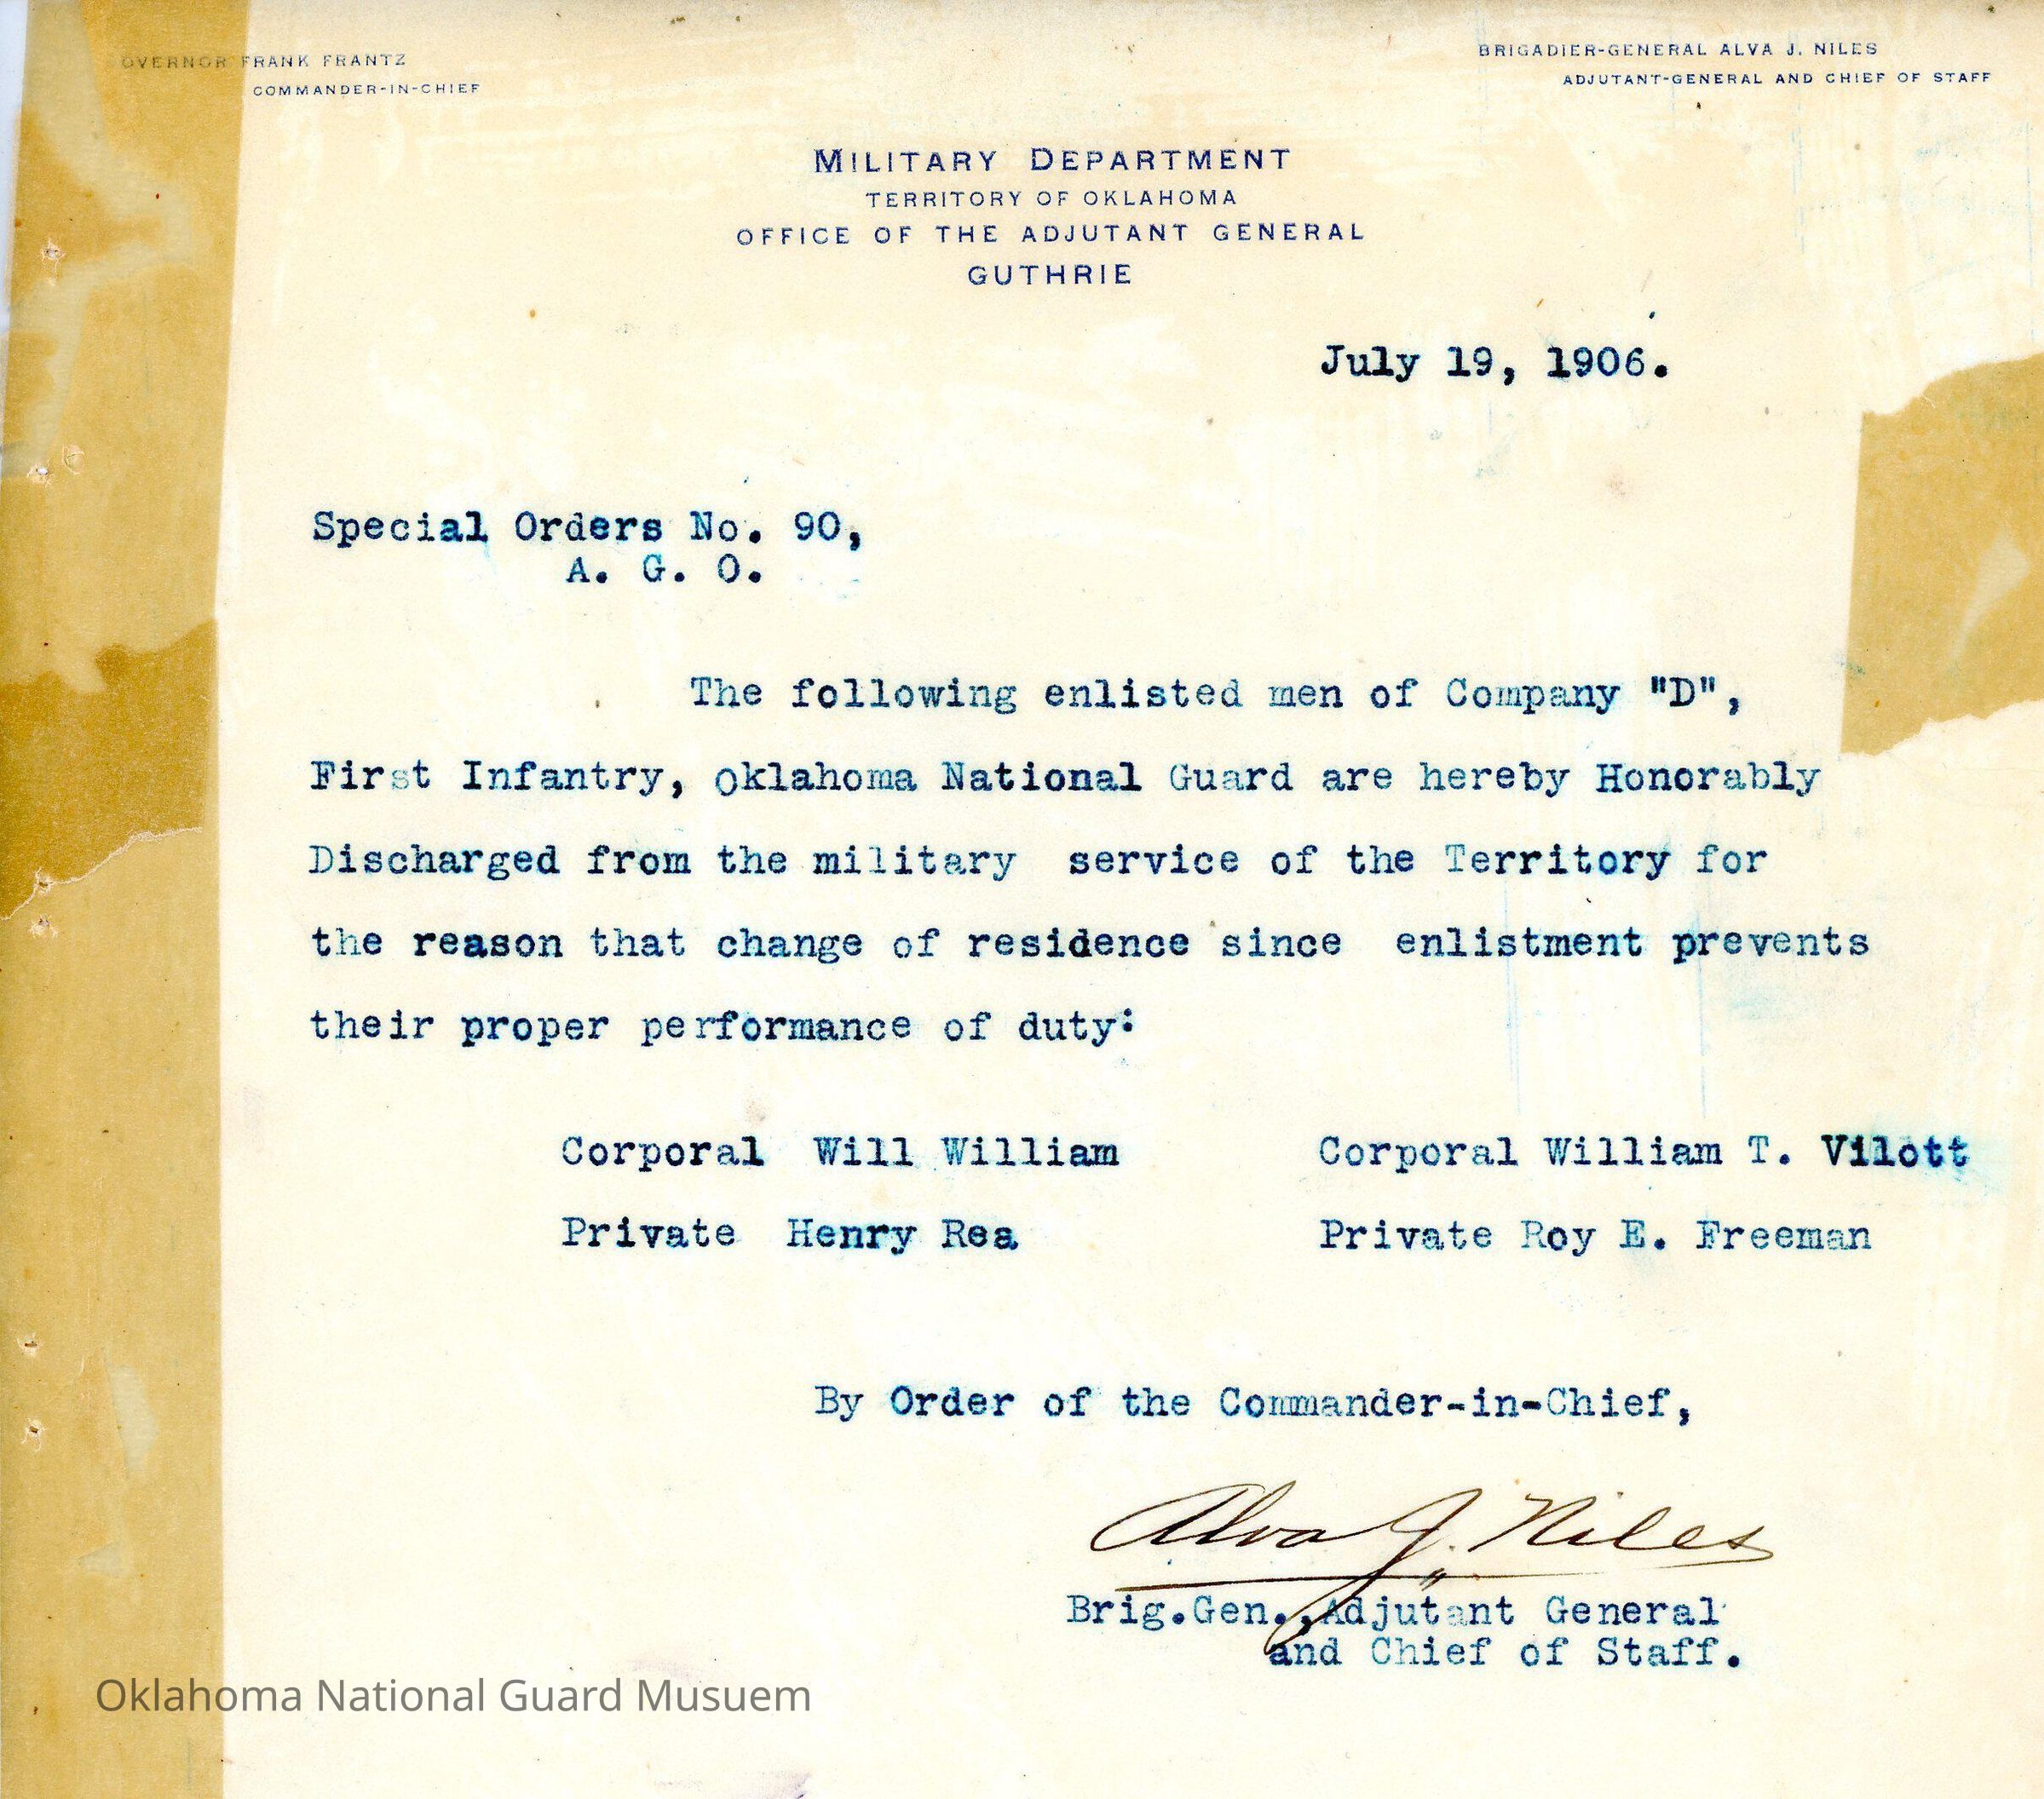 OVERNOR FRANK FRANTZ
COMMANDER-IN-CHIEF
BRIGADIER-GENERAL ALVA J. NILES
ADJUTANT-GENERAL AND CHIEF OF STAFF
MILITARY DEPARTMENT
TERRITORY OF OKLAHOMA
OFFICE OF THE ADJUTANT GENERAL
GUTHRIE
July 19, 1906.
Special Orders No. 90,
A. G. O.
The following enlisted men of Company "D",
First Infantry, Oklahoma National Guard are hereby Honorably
Discharged from the military service of the Territory for
the reason that change of residence since enlistment prevents
their proper performance of duty:
Corporal Will William Corporal William T. Vilott
Private Henry Rea Private Roy E. Freeman
By Order of the Commander-in-Chief,
Alva J. Niles
Brig.Gen.,Adjutant General
and Chief of Staff.
Oklahoma National Guard Musuem